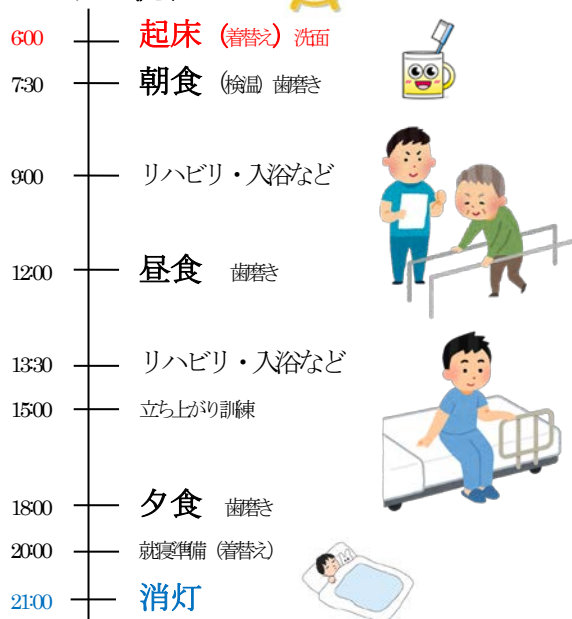 6:00 起床（着替え）洗面
7:30 朝食（検温）歯磨き
9:00 リハビリ・入浴など
12:00 昼食 歯磨き
13:30 リハビリ・入浴など
15:00 立ち上がり訓練
18:00 夕食 歯磨き
20:00 就寝準備（着替え）
21:00 消灯